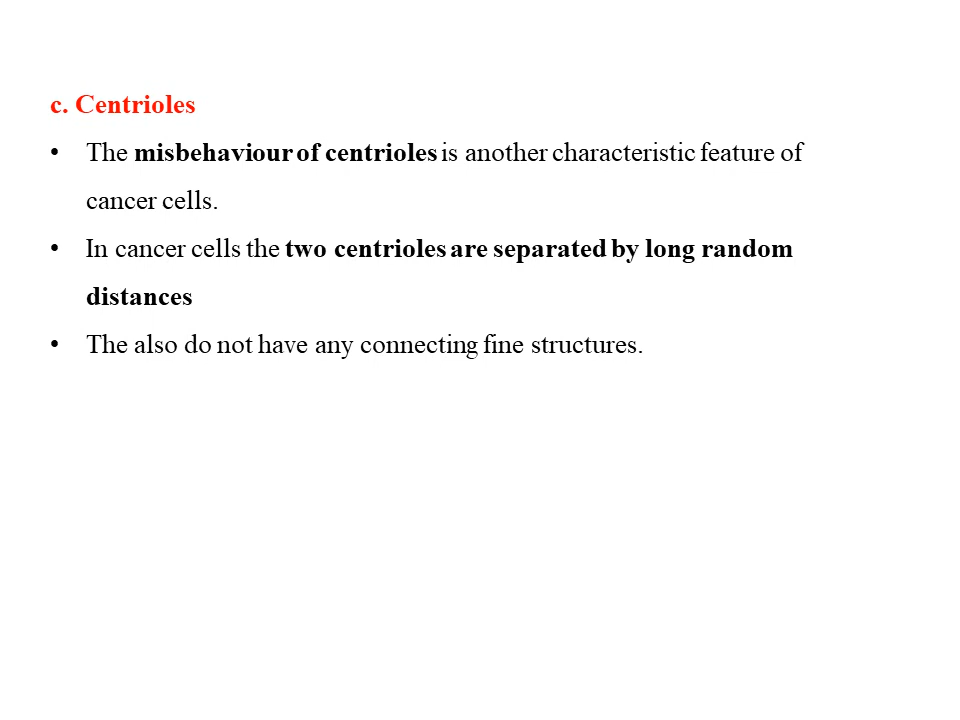 c. Centrioles
• The misbehaviour of centrioles is another characteristic feature of
cancer cells.
• In cancer cells the two centrioles are separated by long random
distances
• The also do not have any connecting fine structures.